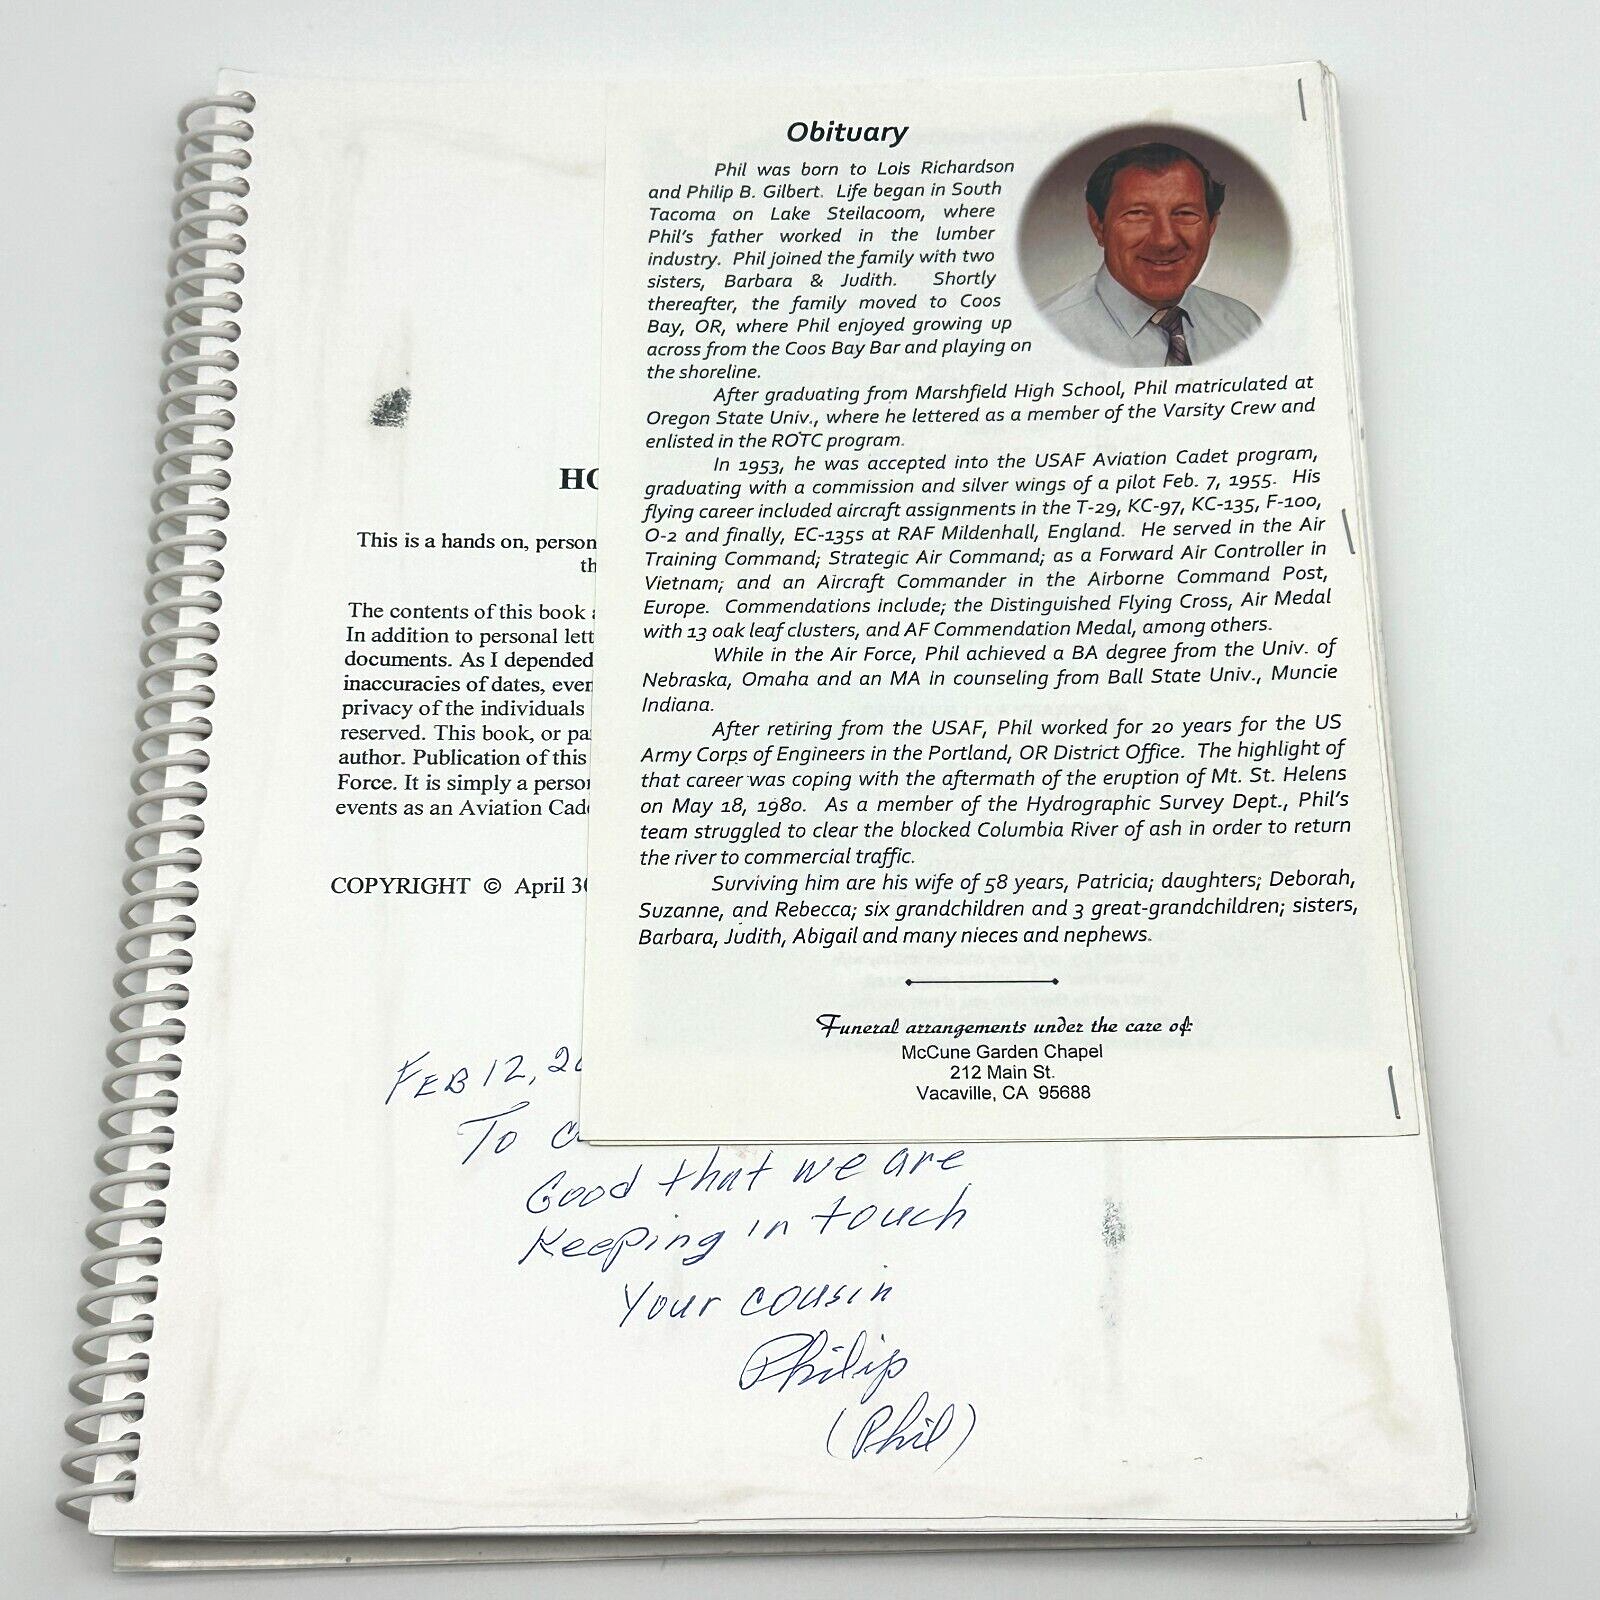 Obituary
Phil was born to Lois Richardson
and Philip B. Gilbert. Life began in South
Tacoma on Lake Steilacoom, where
Phil's father worked in the lumber
industry. Phil joined the family with two
sisters, Barbara & Judith. Shortly
thereafter, the family moved to Coos
Bay, OR, where Phil enjoyed growing up
across from the Coos Bay Bar and playing on
the shoreline.
After graduating from Marshfield High School, Phil matriculated at
Oregon State Univ., where he lettered as a member of the Varsity Crew and
enlisted in the ROTC program.
In 1953, he was accepted into the USAF Aviation Cadet program,
graduating with a commission and silver wings of a pilot Feb. 7, 1955. His
flying career included aircraft assignments in the T-29, KC-97, KC-135, F-100,
O-2 and finally, EC-135s at RAF Mildenhall, England. He served in the Air
Training Command; Strategic Air Command; as a Forward Air Controller in
Vietnam; and an Aircraft Commander in the Airborne Command Post,
Europe. Commendations include; the Distinguished Flying Cross, Air Medal
with 13 oak leaf clusters, and AF Commendation Medal, among others.
While in the Air Force, Phil achieved a BA degree from the Univ. of
Nebraska, Omaha and an MA in counseling from Ball State Univ., Muncie
Indiana.
After retiring from the USAF, Phil worked for 20 years for the US
Army Corps of Engineers in the Portland, OR District Office. The highlight of
that career was coping with the aftermath of the eruption of Mt. St. Helens
on May 18, 1980. As a member of the Hydrographic Survey Dept., Phil's
team struggled to clear the blocked Columbia River of ash in order to return
the river to commercial traffic.
Surviving him are his wife of 58 years, Patricia; daughters; Deborah,
Suzanne, and Rebecca; six grandchildren and 3 great-grandchildren; sisters,
Barbara, Judith, Abigail and many nieces and nephews.
Funeral arrangements under the care of:
McCune Garden Chapel
212 Main St.
Vacaville, CA 95688
HO
This is a hands on, person
th
The contents of this book
In addition to personal lett
documents. As I depended
inaccuracies of dates, even
privacy of the individuals
reserved. This book, or pa
author. Publication of this
Force. It is simply a perso
events as an Aviation Cad
COPYRIGHT © April 30
FEB 12, 20
To
Good that we are
Keeping in touch
Your cousin
Philip
(Phil)